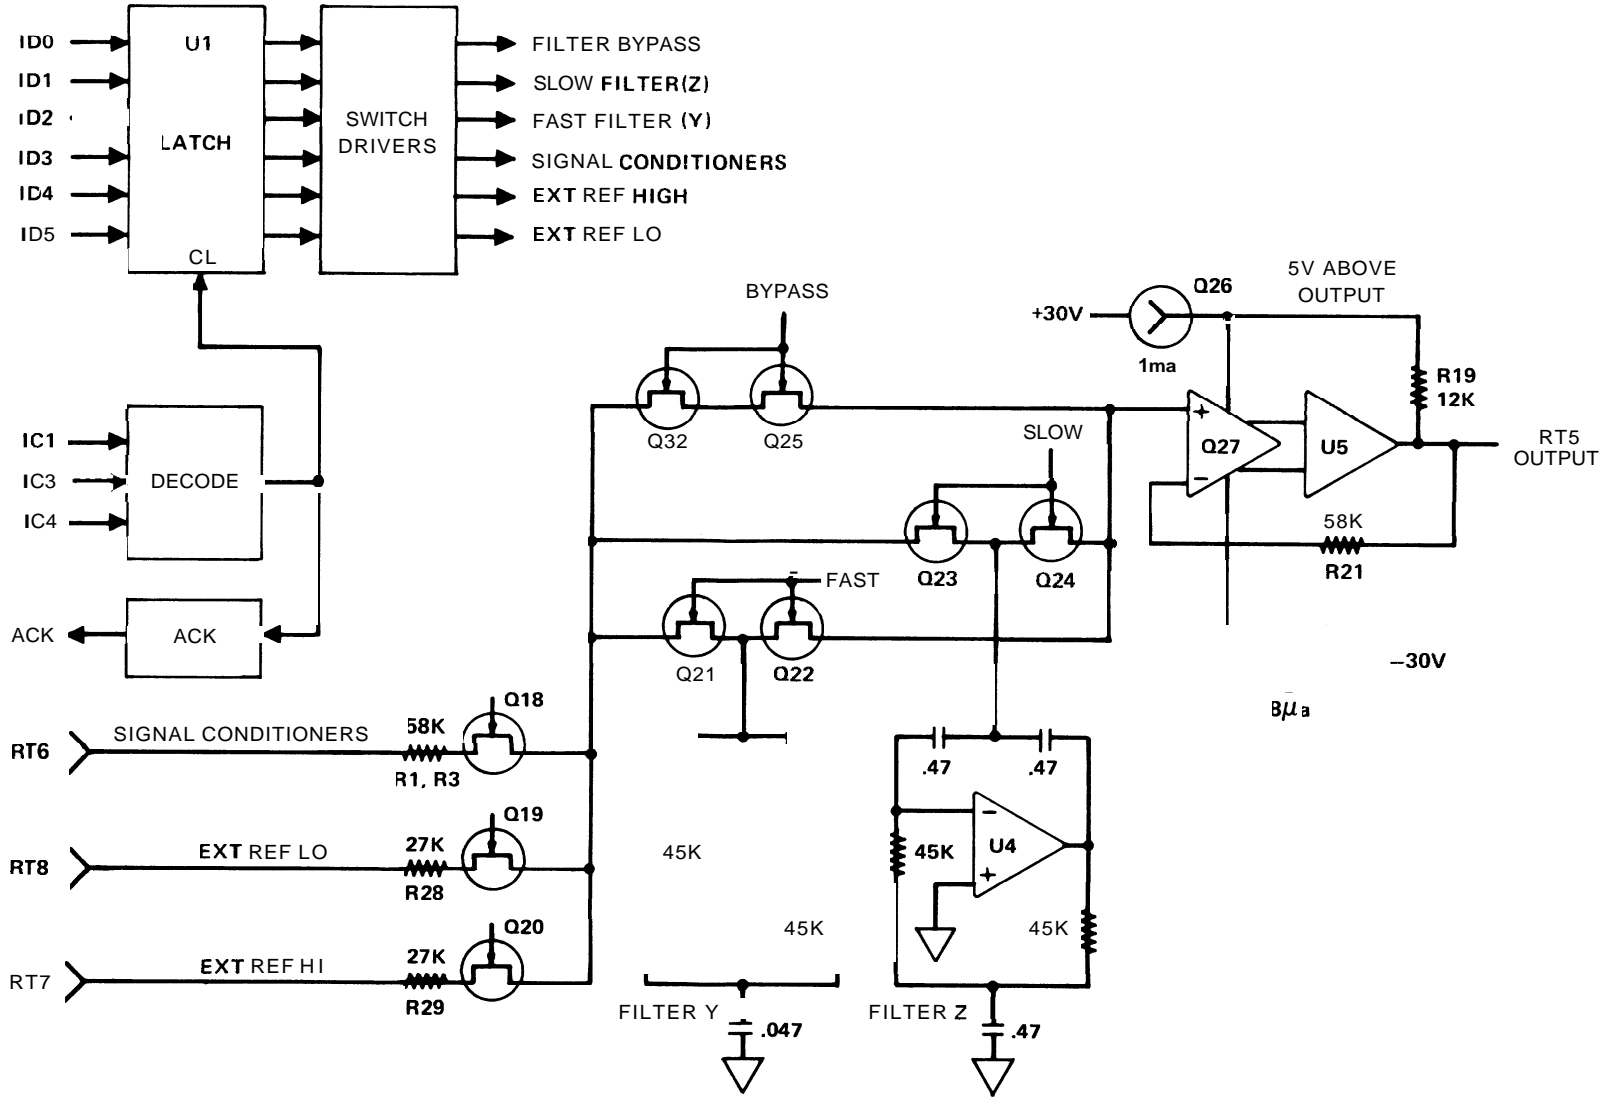 ID0
ID1
ID2
ID3
ID4
ID5
U1
LATCH
CL
SWITCH
DRIVERS
FILTER BYPASS
SLOW FILTER(Z)
FAST FILTER (Y)
SIGNAL CONDITIONERS
EXT REF HIGH
EXT REF LO
IC1
IC3
IC4
DECODE
ACK
ACK
BYPASS
Q32
Q25
SLOW
Q23
Q24
FAST
Q21
Q22
+30V
Q26
1ma
5V ABOVE
OUTPUT
R19
12K
+
Q27
–
U5
RT5
OUTPUT
58K
R21
–30V
8μa
RT6
SIGNAL CONDITIONERS
58K
R1, R3
Q18
RT8
EXT REF LO
27K
R28
Q19
RT7
EXT REF HI
27K
R29
Q20
45K
45K
FILTER Y
.047
.47
.47
45K
–
U4
+
45K
FILTER Z
.47